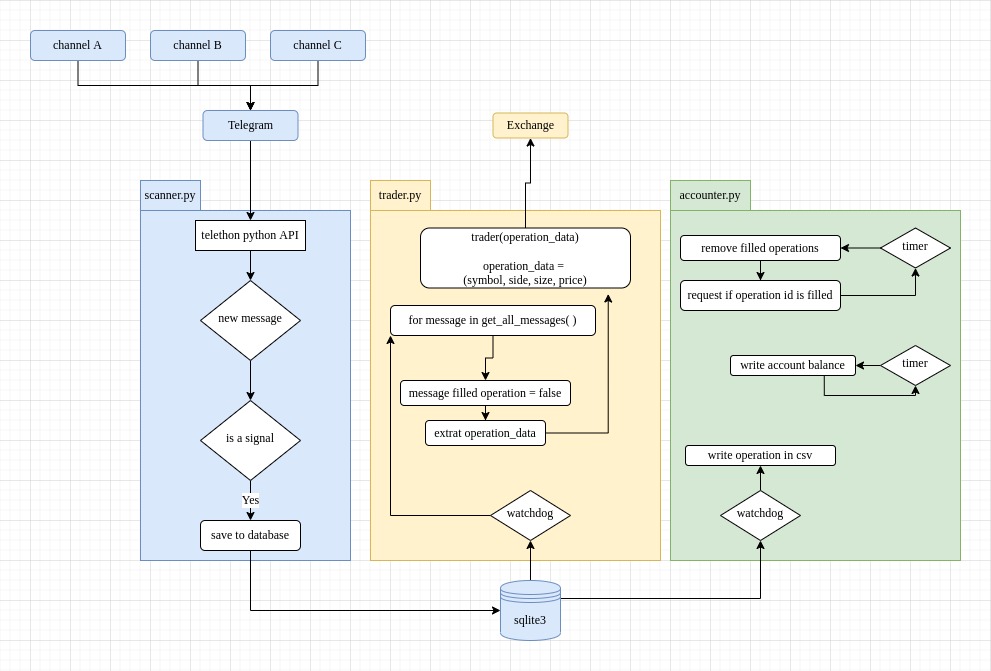 channel A
channel B
channel C
Telegram
Exchange
scanner.py
telethon python API
new message
is a signal
Yes
save to database
trader.py
trader(operation_data)
operation_data =
(symbol, side, size, price)
for message in get_all_messages( )
message filled operation = false
extrat operation_data
watchdog
accounter.py
remove filled operations
timer
request if operation id is filled
write account balance
timer
write operation in csv
watchdog
sqlite3